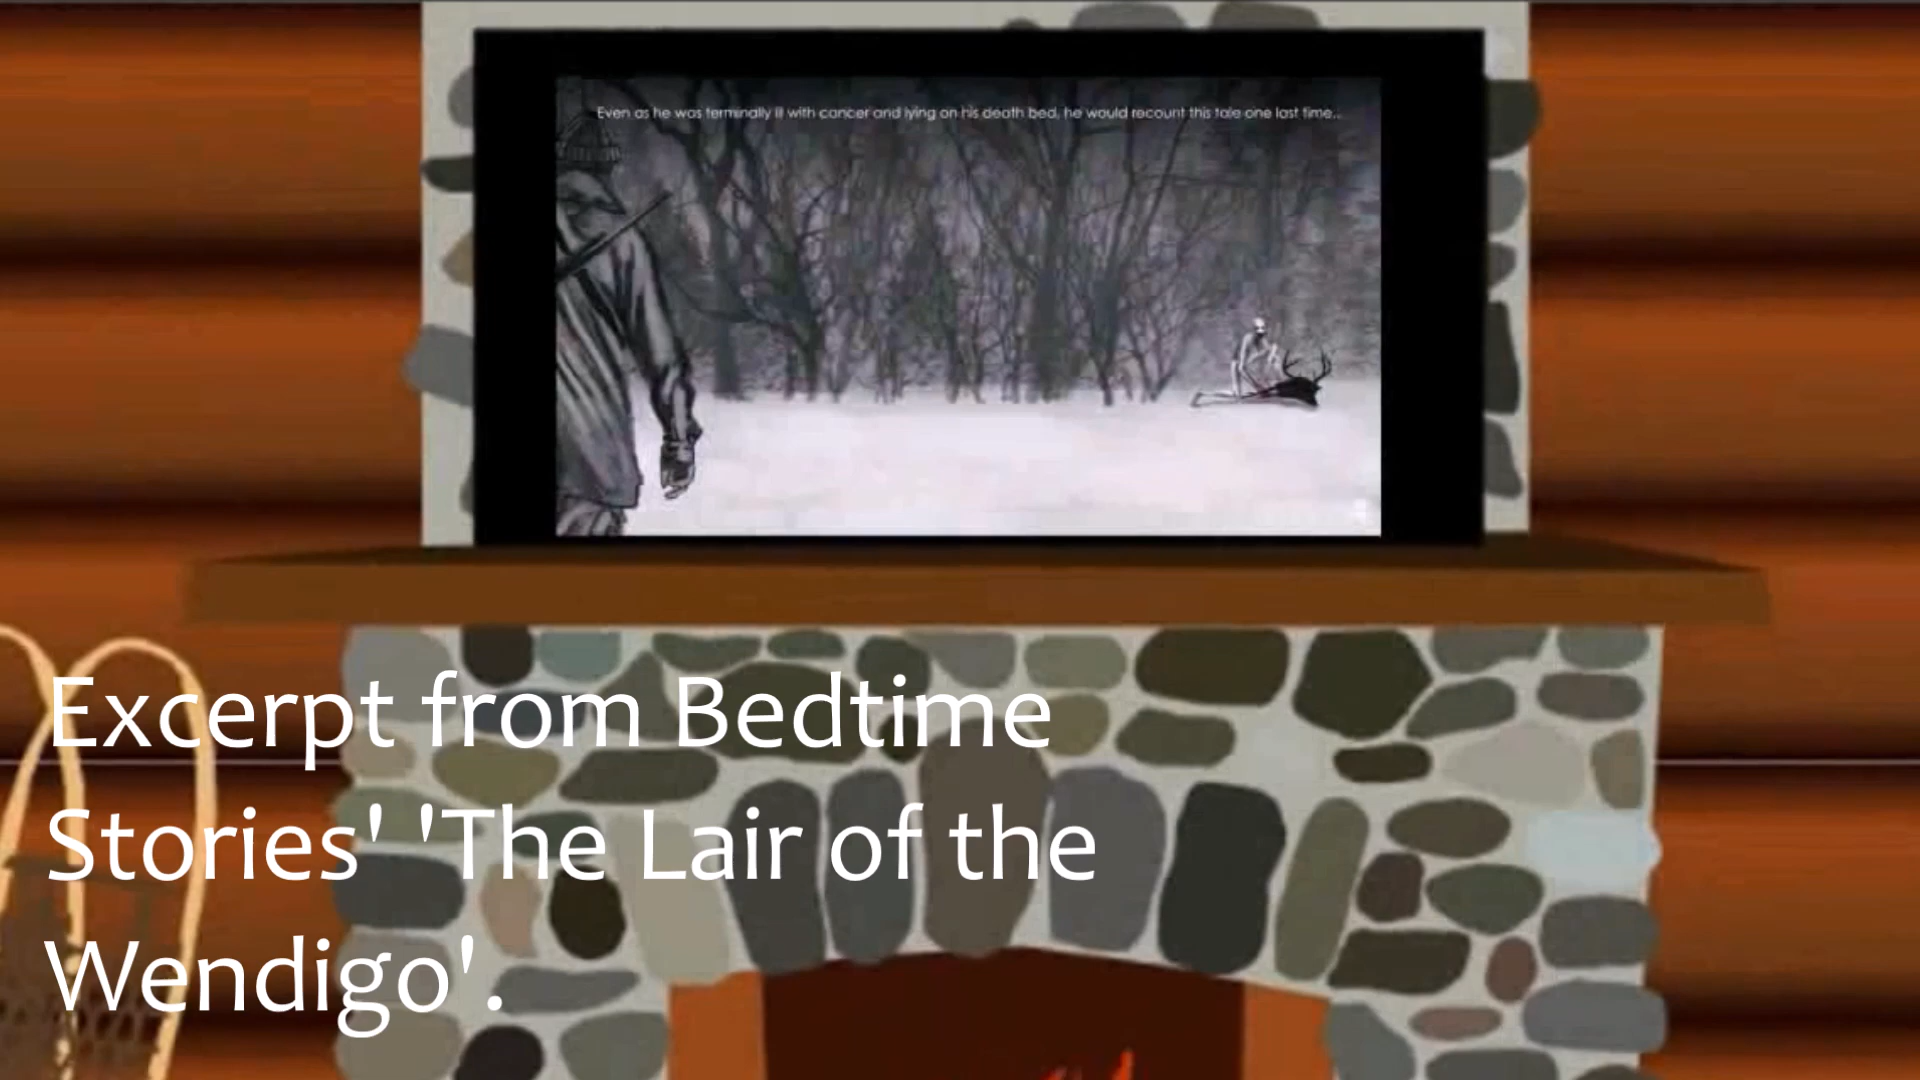 Even as he was terminally ill with cancer and lying on his death bed, he would recount this tale one last time..
Excerpt from Bedtime
Stories' 'The Lair of the
Wendigo'.